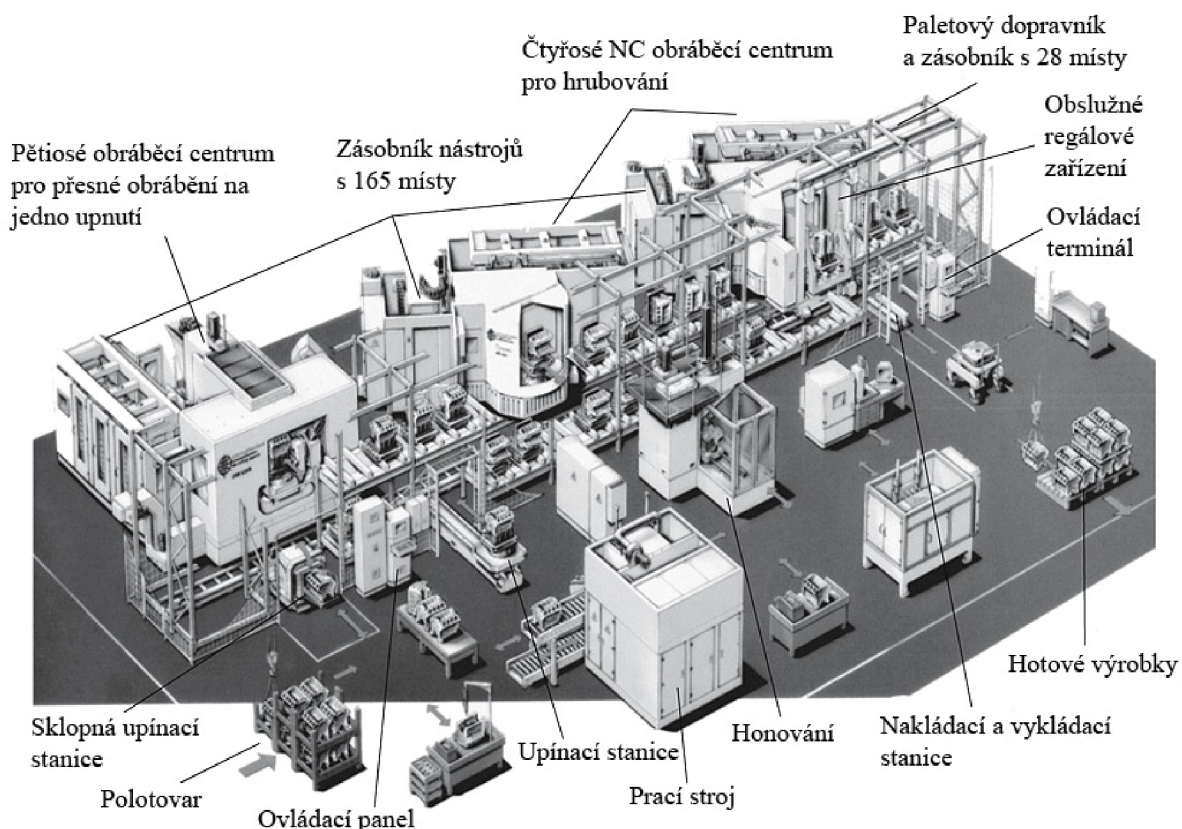 Paletový dopravník
a zásobník s 28 místy
Čtyřosé NC obráběcí centrum
pro hrubování
Obslužné
regálové
zařízení
Pětiosé obráběcí centrum
pro přesné obrábění na
jedno upnutí
Zásobník nástrojů
s 165 místy
Ovládací
terminál
Hotové výrobky
Sklopná upínací
stanice
Upínací stanice
Honování
Nakládací a vykládací
stanice
Polotovar
Prací stroj
Ovládací panel